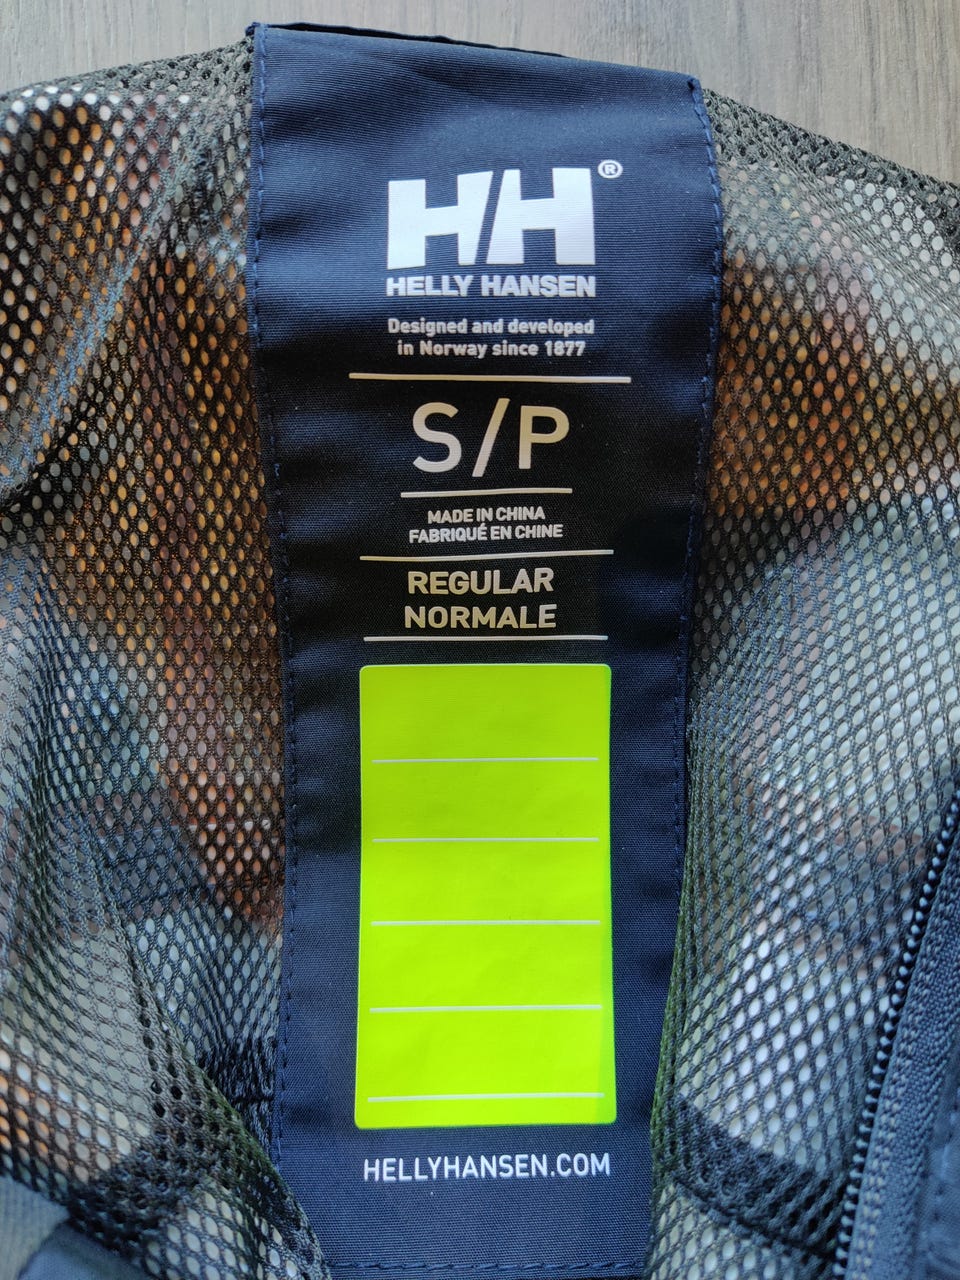 HH®
HELLY HANSEN
Designed and developed
in Norway since 1877
S/P
MADE IN CHINA
FABRIQUÉ EN CHINE
REGULAR
NORMALE
HELLYHANSEN.COM